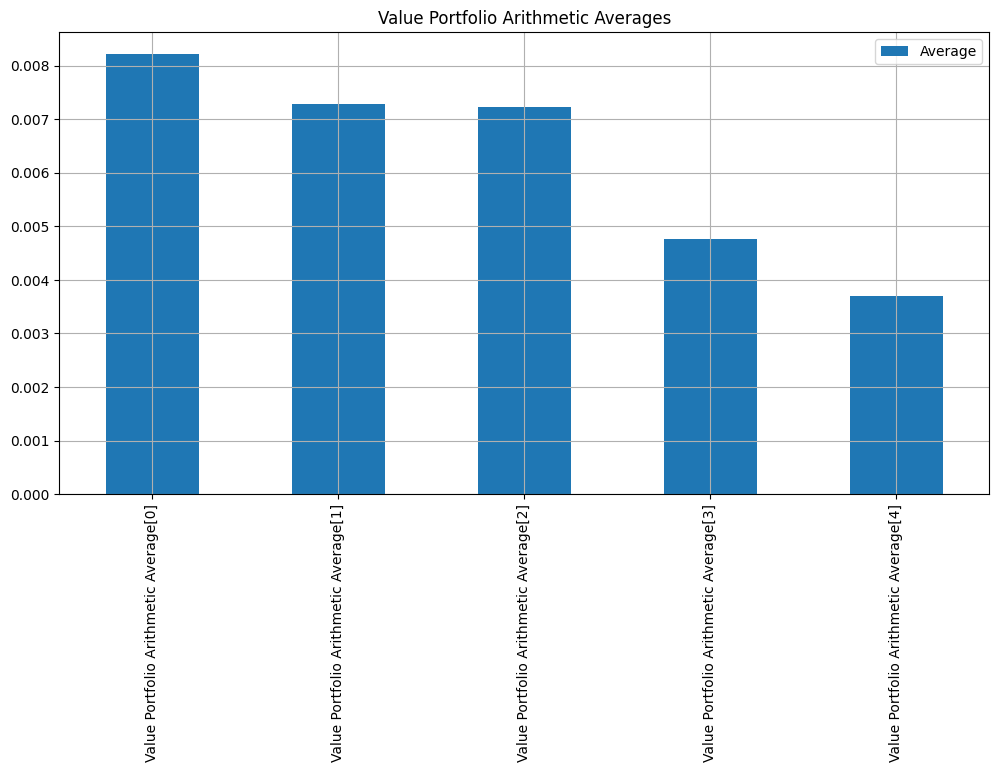 Value Portfolio Arithmetic Averages
Average
0.008
0.007
0.006
0.005
0.004
0.003
0.002
0.001
0.000
Value Portfolio Arithmetic Average[0]
Value Portfolio Arithmetic Average[1]
Value Portfolio Arithmetic Average[2]
Value Portfolio Arithmetic Average[3]
Value Portfolio Arithmetic Average[4]